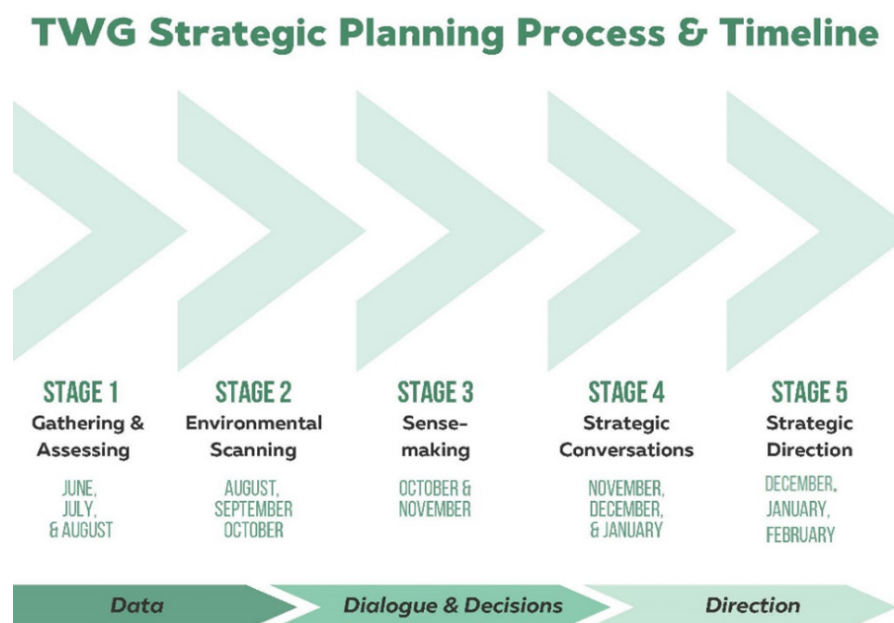 TWG Strategic Planning Process & Timeline
STAGE 1
Gathering &
Assessing
JUNE,
JULY,
& AUGUST
STAGE 2
Environmental
Scanning
AUGUST,
SEPTEMBER
OCTOBER
STAGE 3
Sense-
making
OCTOBER &
NOVEMBER
STAGE 4
Strategic
Conversations
NOVEMBER,
DECEMBER,
& JANUARY
STAGE 5
Strategic
Direction
DECEMBER,
JANUARY,
FEBRUARY
Data
Dialogue & Decisions
Direction